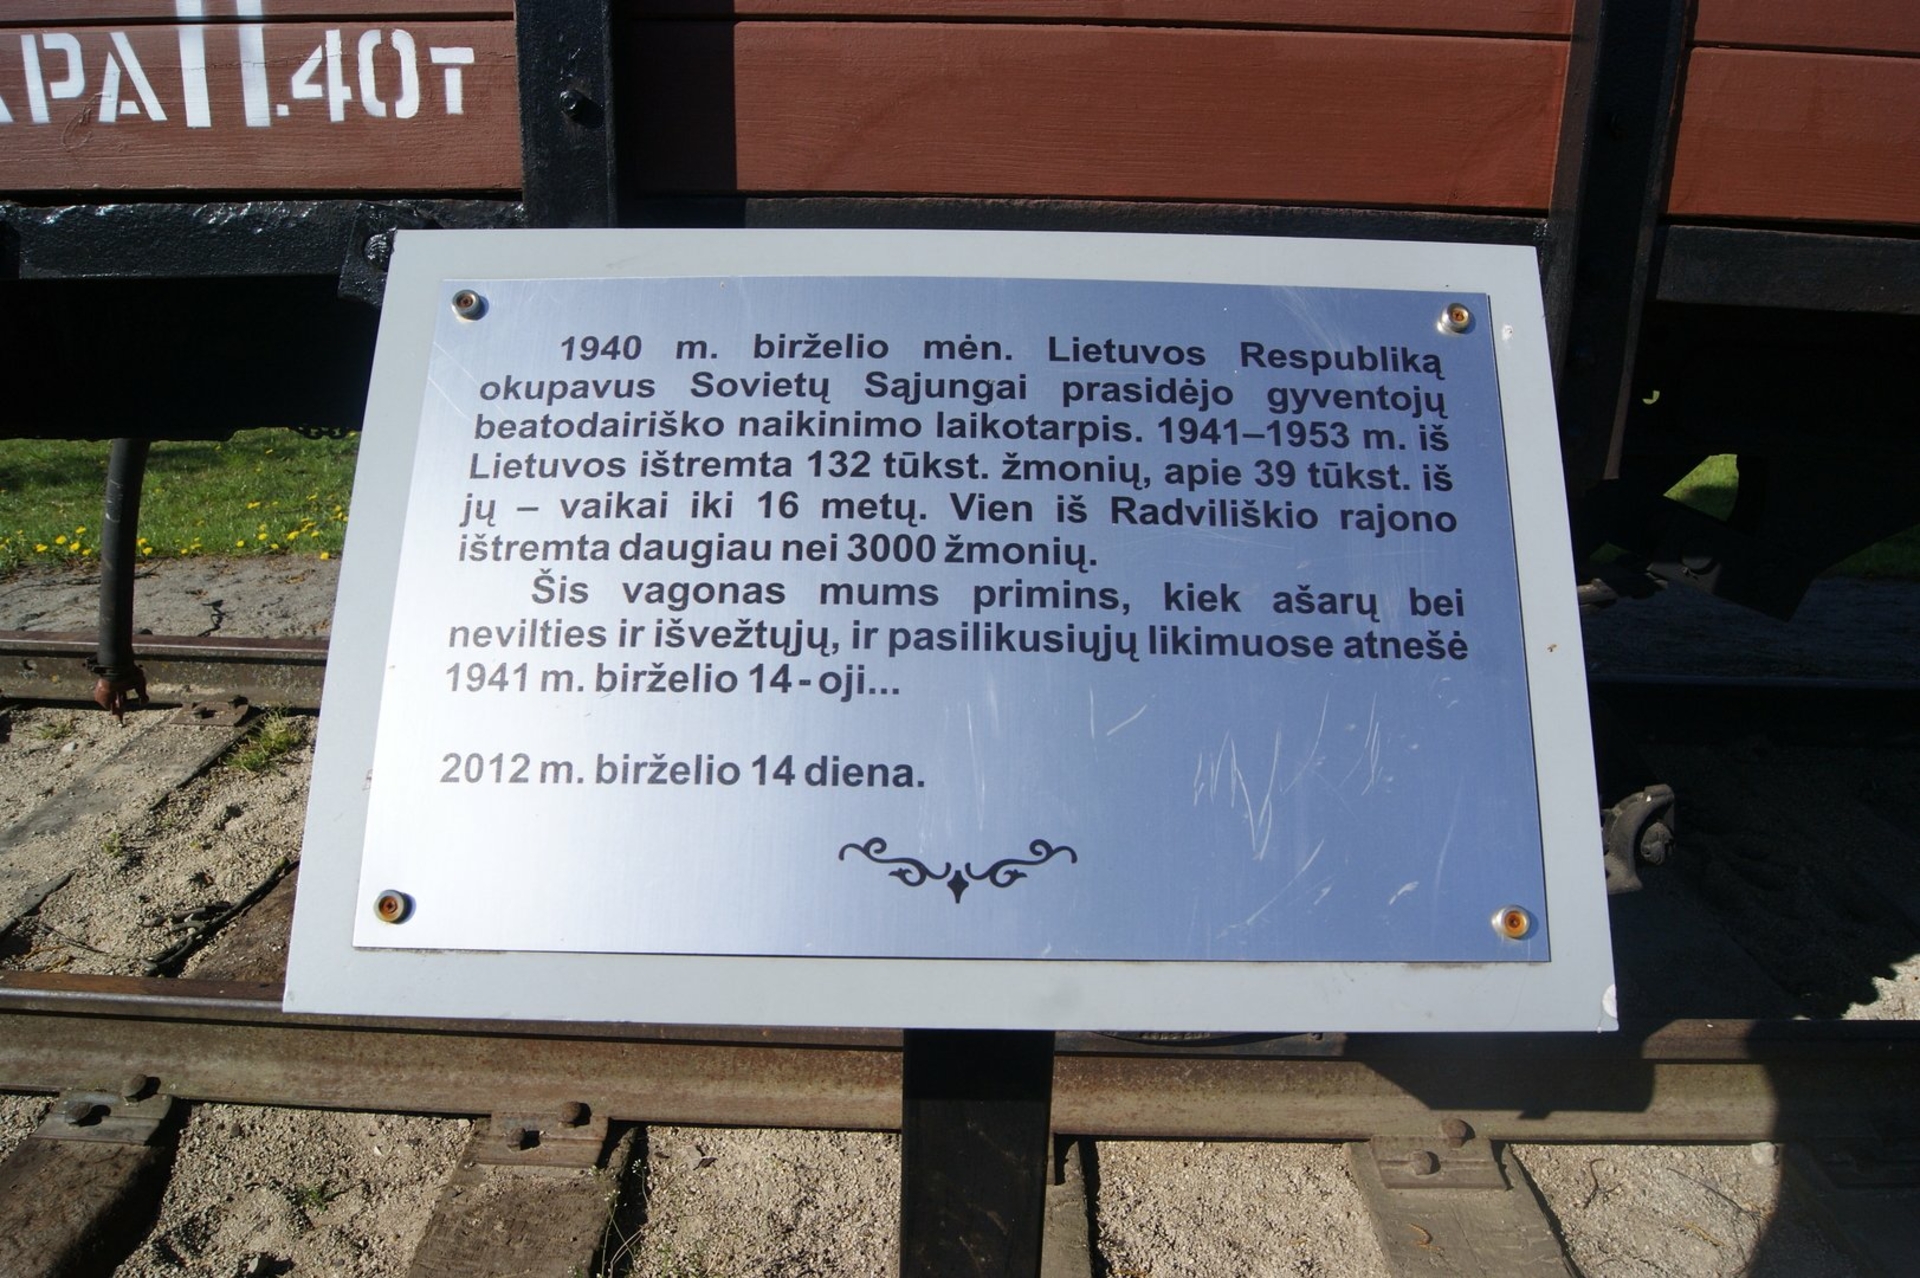 АРА 11.40т
1940 m. birželio mėn. Lietuvos Respubliką
okupavus Sovietų Sąjungai prasidėjo gyventojų
beatodairiško naikinimo laikotarpis. 1941–1953 m. iš
Lietuvos ištremta 132 tūkst. žmonių, apie 39 tūkst. iš
jų – vaikai iki 16 metų. Vien iš Radviliškio rajono
ištremta daugiau nei 3000 žmonių.
Šis vagonas mums primins, kiek ašarų bei
nevilties ir išvežtųjų, ir pasilikusiųjų likimuose atnešė
1941 m. birželio 14-oji...
2012 m. birželio 14 diena.